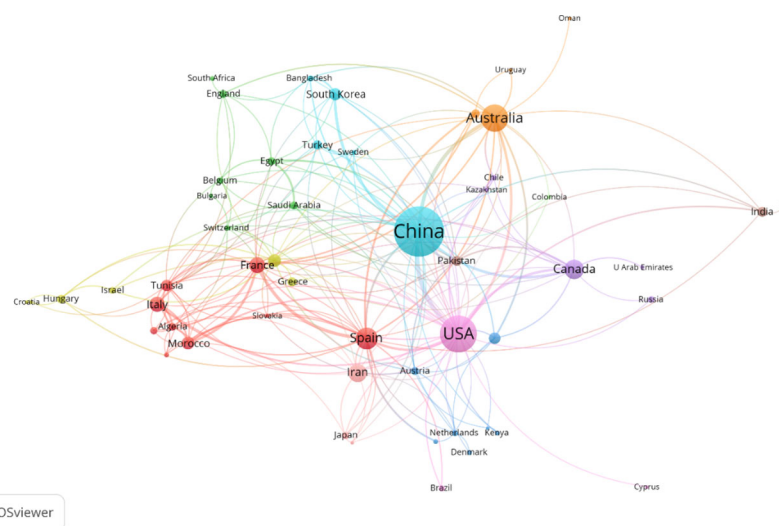 Oman
Uruguay
South Africa
Bangladesh
England
South Korea
Australia
Turkey
Sweden
Egypt
Belgium
Chile
Kazakhstan
Bulgaria
Colombia
Saudi Arabia
India
Switzerland
China
Pakistan
France
Canada
U Arab Emirates
Greece
Tunisia
Israel
Hungary
Croatia
Italy
Russia
Slovakia
Algeria
Morocco
Spain
USA
Iran
Austria
Japan
Netherlands
Kenya
Denmark
Brazil
Cyprus
OSviewer